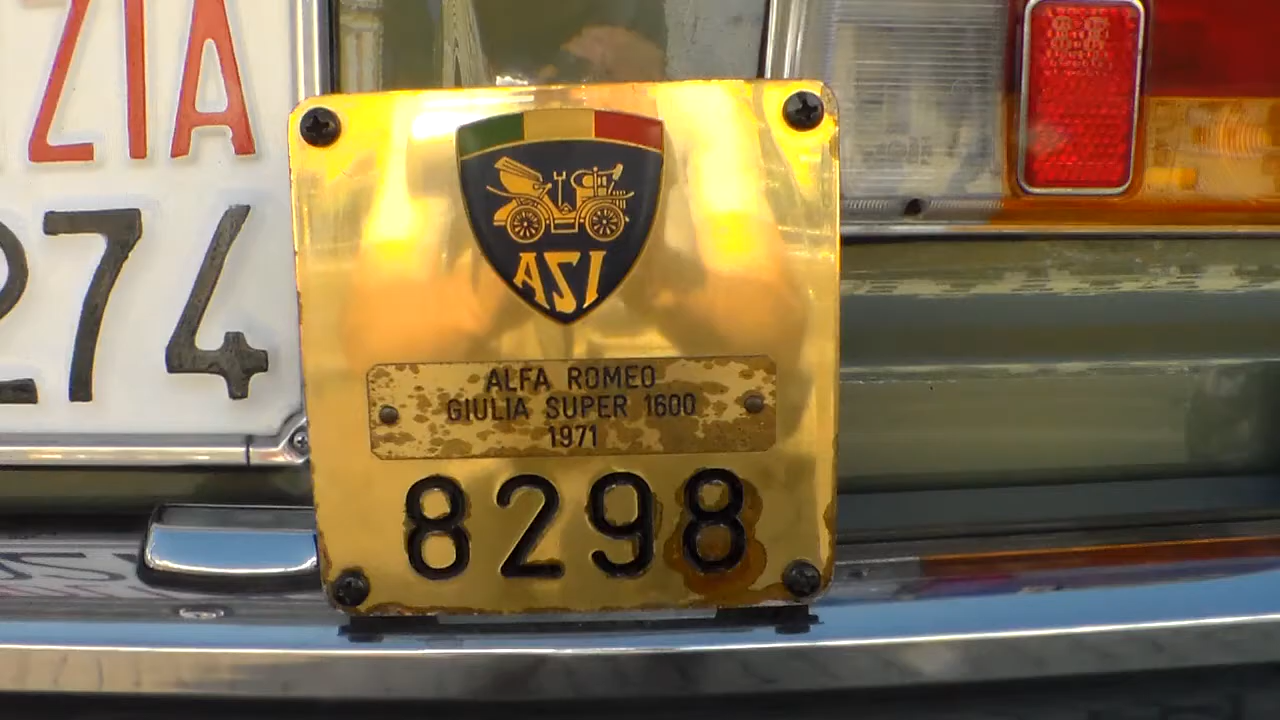 ZIA
274
ASI
ALFA ROMEO
GIULIA SUPER 1600
1971
8298